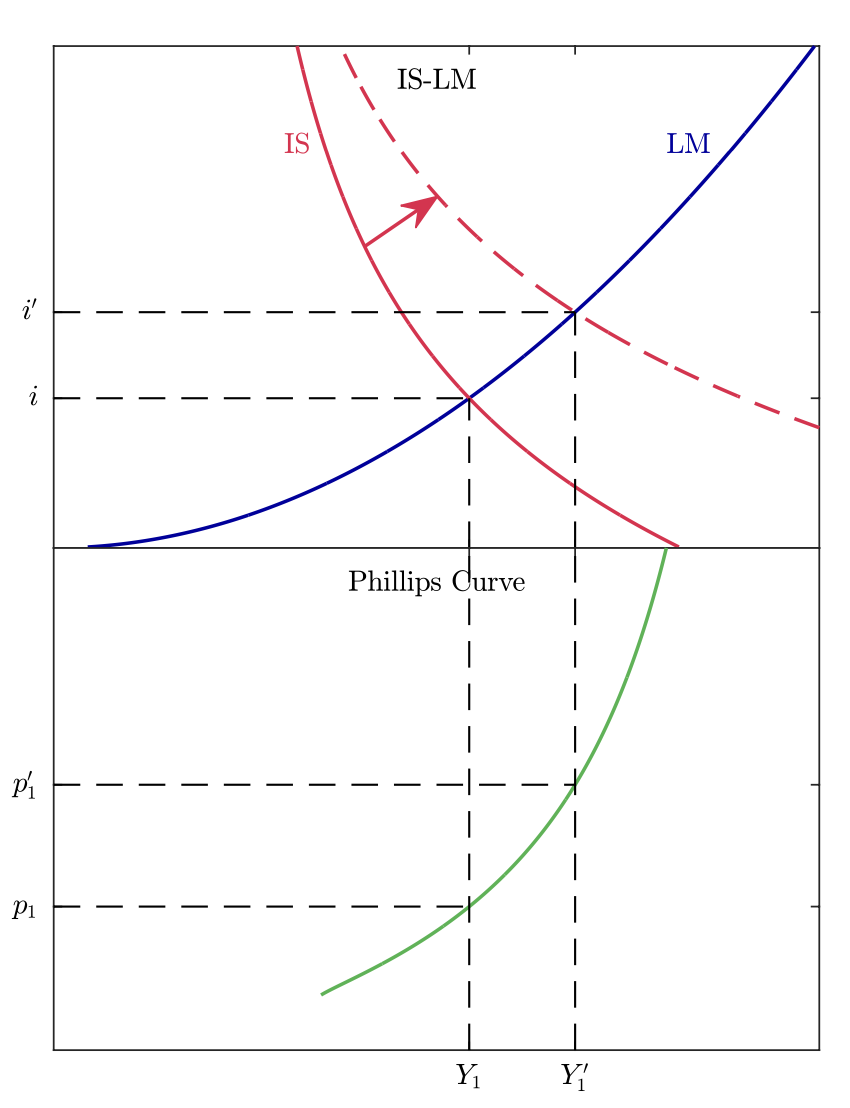 IS-LM
IS
LM
i′
i
Phillips Curve
p′₁
p₁
Y₁
Y′₁